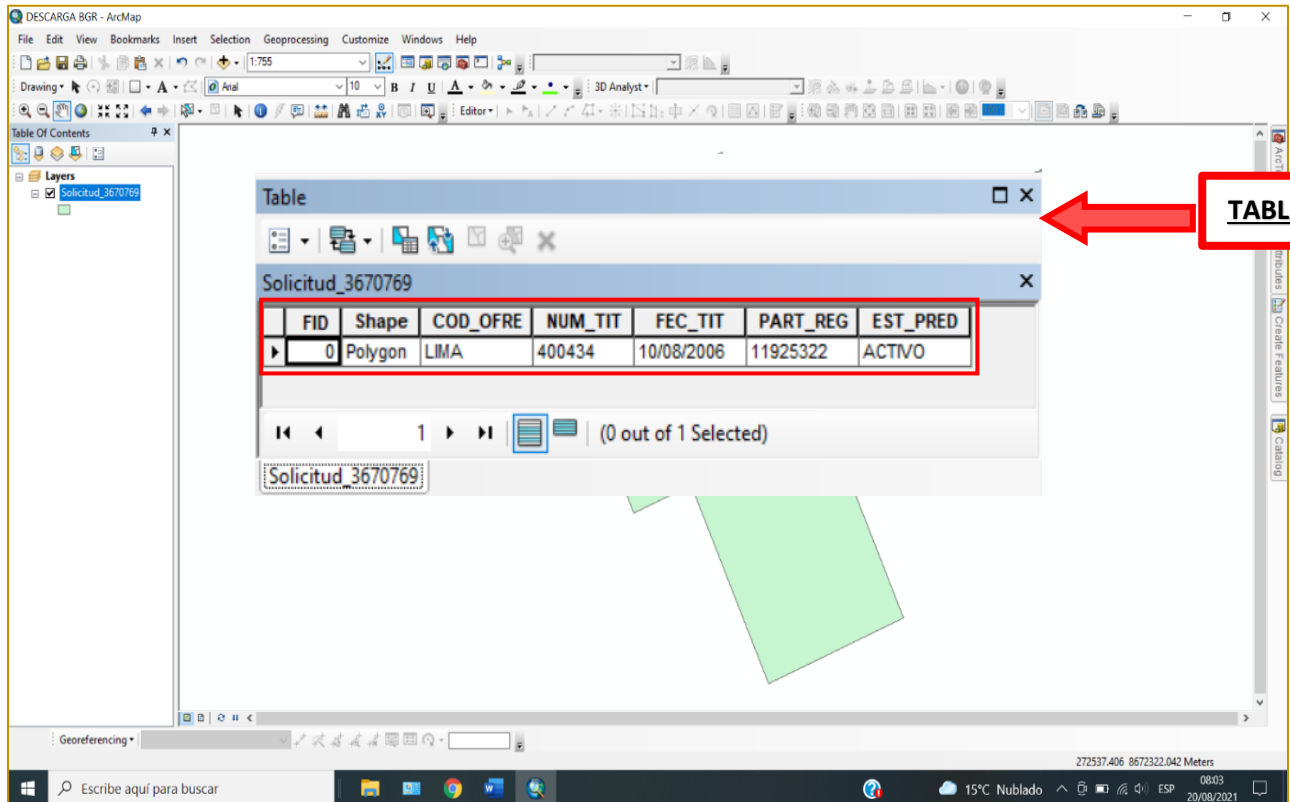 DESCARGA BGR - ArcMap
File Edit View Bookmarks Insert Selection Geoprocessing Customize Windows Help
1:755
Drawing A Arial 10 B I U A 3D Analyst
Editor
Table Of Contents
Layers
Solicitud_3670769
Table
Solicitud_3670769
FID Shape COD_OFRE NUM_TIT FEC_TIT PART_REG EST_PRED
0 Polygon LIMA 400434 10/08/2006 11925322 ACTIVO
1 (0 out of 1 Selected)
Solicitud_3670769
TABL
Create Features
Catalog
Georeferencing
272537.406 8672322.042 Meters
Escribe aquí para buscar
15°C Nublado ESP
08:03
20/08/2021